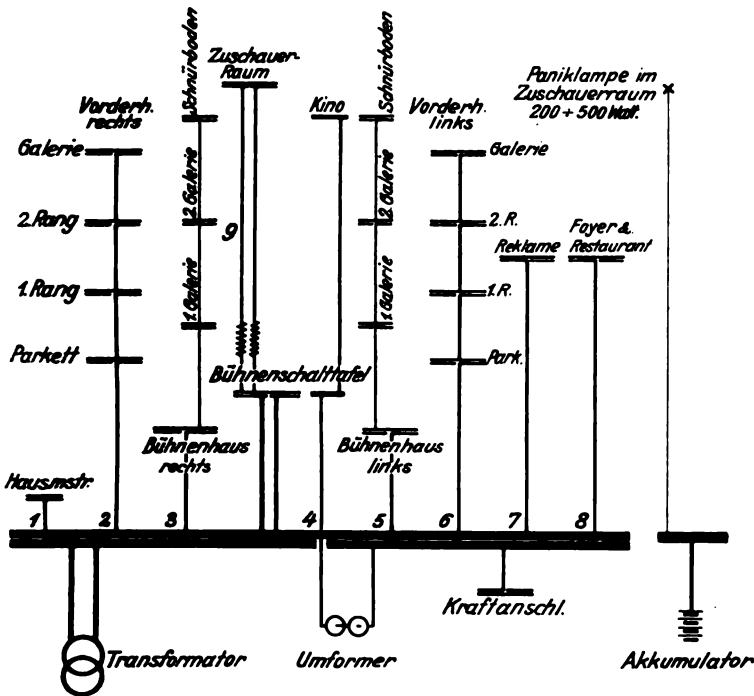 Schnürboden
Zuschauer-
Raum
Kino
Schnürboden
Paniklampe im
Zuschauerraum
200 + 500 Watt.
Vorderh.
rechts
Vorderh.
links
Galerie
2. Galerie
2. Galerie
Galerie
2. Rang
9
2. R.
Reklame
Foyer &
Restaurant
1. Rang
1. Galerie
1. Galerie
1. R.
Parkett
Bühnenschalttafel
Park.
Bühnenhaus
rechts
Bühnenhaus
links
Hausmstr.
1 2 3 4 5 6 7 8
Kraftanschl.
Transformator
Umformer
Akkumulator